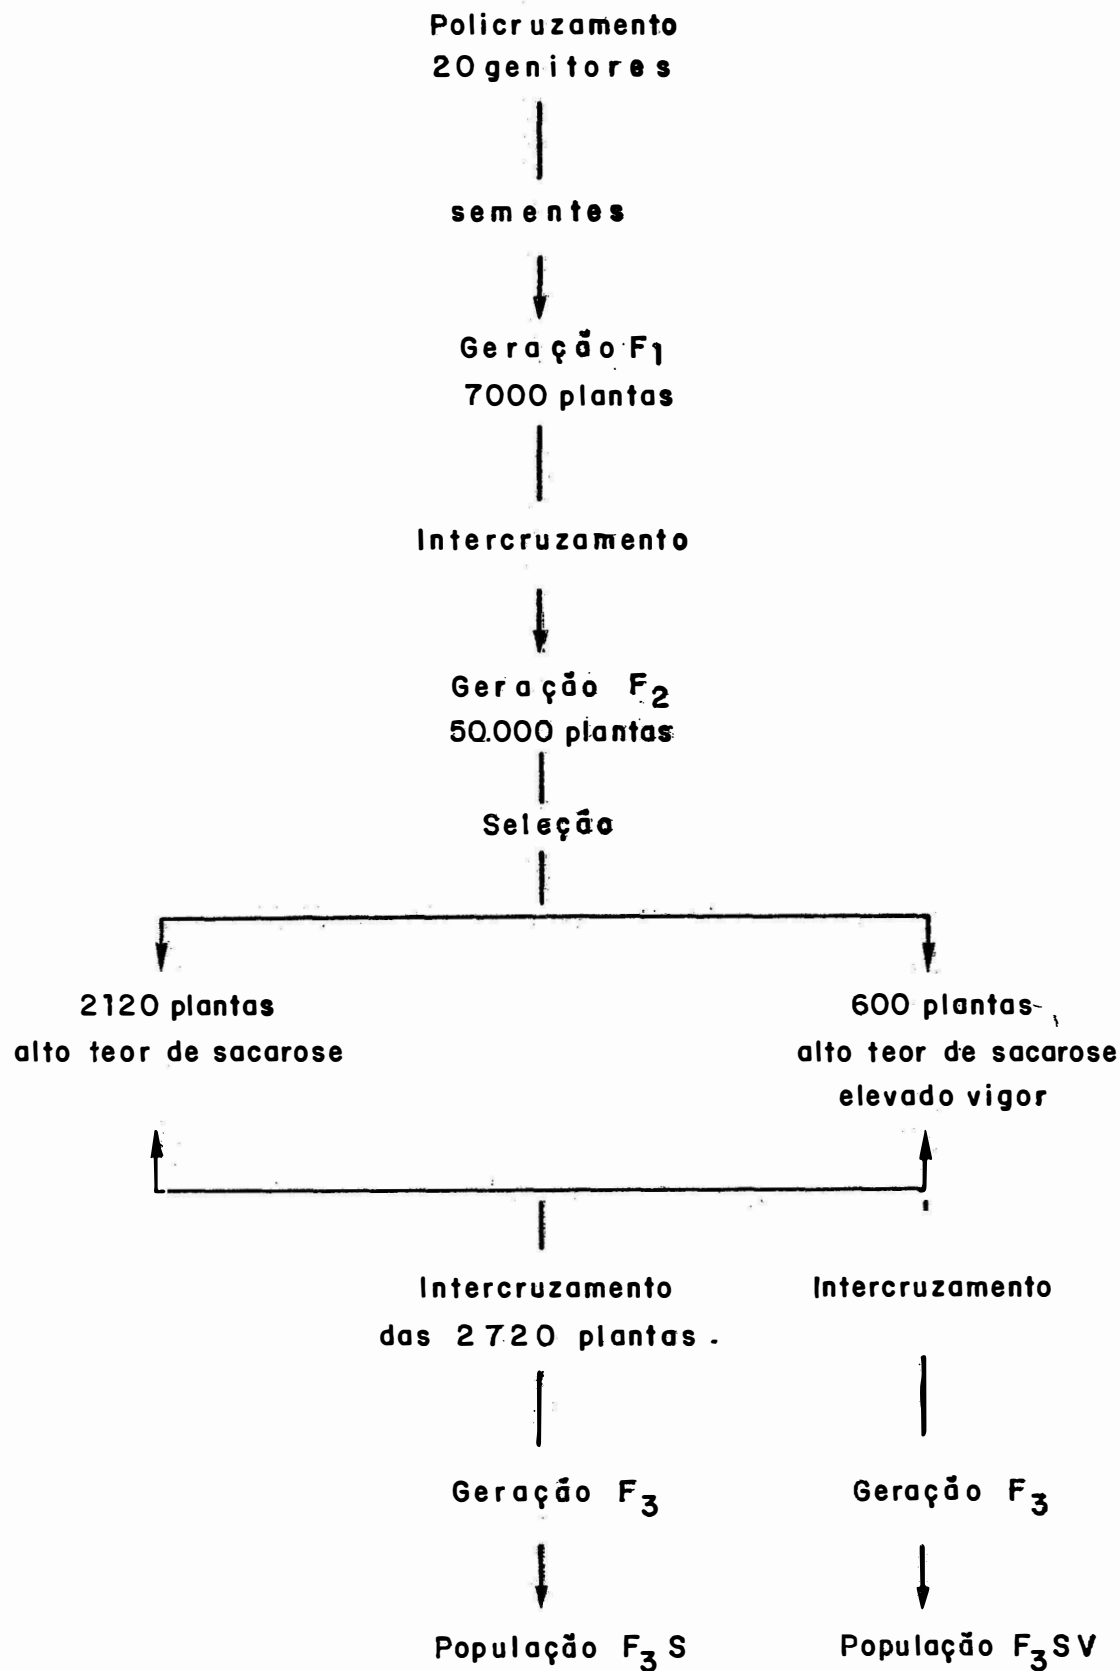 Policruzamento
20 genitores
sementes
Geração F1
7000 plantas
Intercruzamento
Geração F2
50.000 plantas
Seleção
2120 plantas
alto teor de sacarose
600 plantas
alto teor de sacarose
elevado vigor
Intercruzamento
das 2720 plantas.
Intercruzamento
Geração F3
Geração F3
População F3 S
População F3 SV